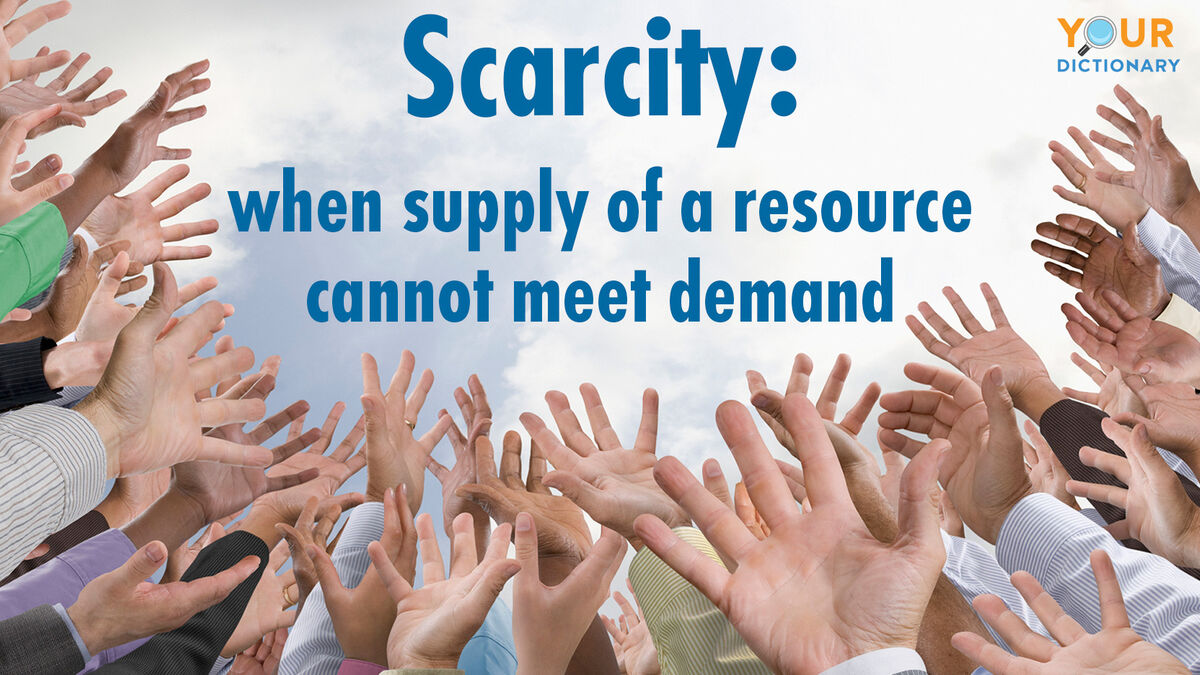 Scarcity:
YOUR
DICTIONARY
when supply of a resource
cannot meet demand